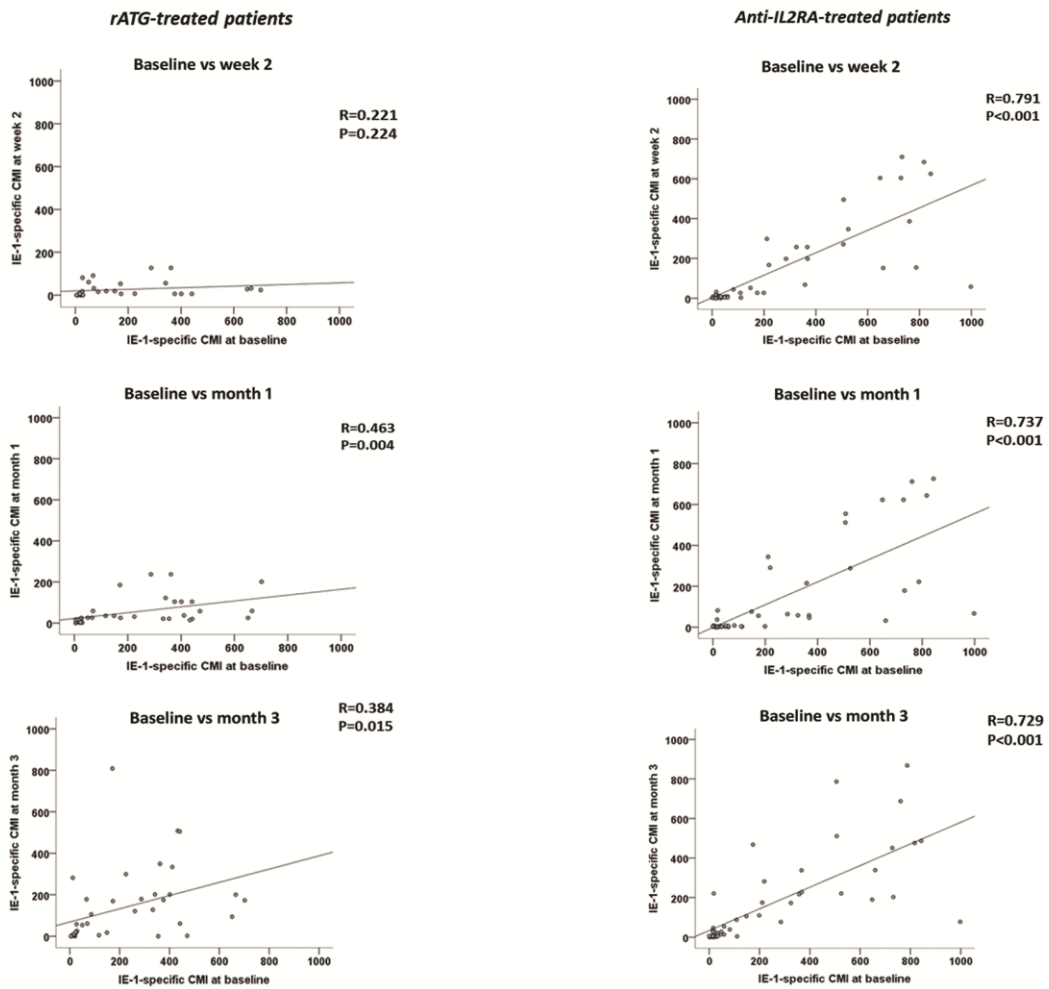 rATG-treated patients
Anti-IL2RA-treated patients
Baseline vs week 2
R=0.221
P=0.224
IE-1-specific CMI at week 2
1000
800
600
400
200
0
0 200 400 600 800 1000
IE-1-specific CMI at baseline
Baseline vs week 2
R=0.791
P<0.001
IE-1-specific CMI at week 2
1000
800
600
400
200
0
0 200 400 600 800 1000
IE-1-specific CMI at baseline
Baseline vs month 1
R=0.463
P=0.004
IE-1-specific CMI at month 1
1000
800
600
400
200
0
0 200 400 600 800 1000
IE-1-specific CMI at baseline
Baseline vs month 1
R=0.737
P<0.001
IE-1-specific CMI at month 1
1000
800
600
400
200
0
0 200 400 600 800 1000
IE-1-specific CMI at baseline
Baseline vs month 3
R=0.384
P=0.015
IE-1-specific CMI at month 3
1000
800
600
400
200
0
0 200 400 600 800 1000
IE-1-specific CMI at baseline
Baseline vs month 3
R=0.729
P<0.001
IE-1-specific CMI at month 3
1000
800
600
400
200
0
0 200 400 600 800 1000
IE-1-specific CMI at baseline